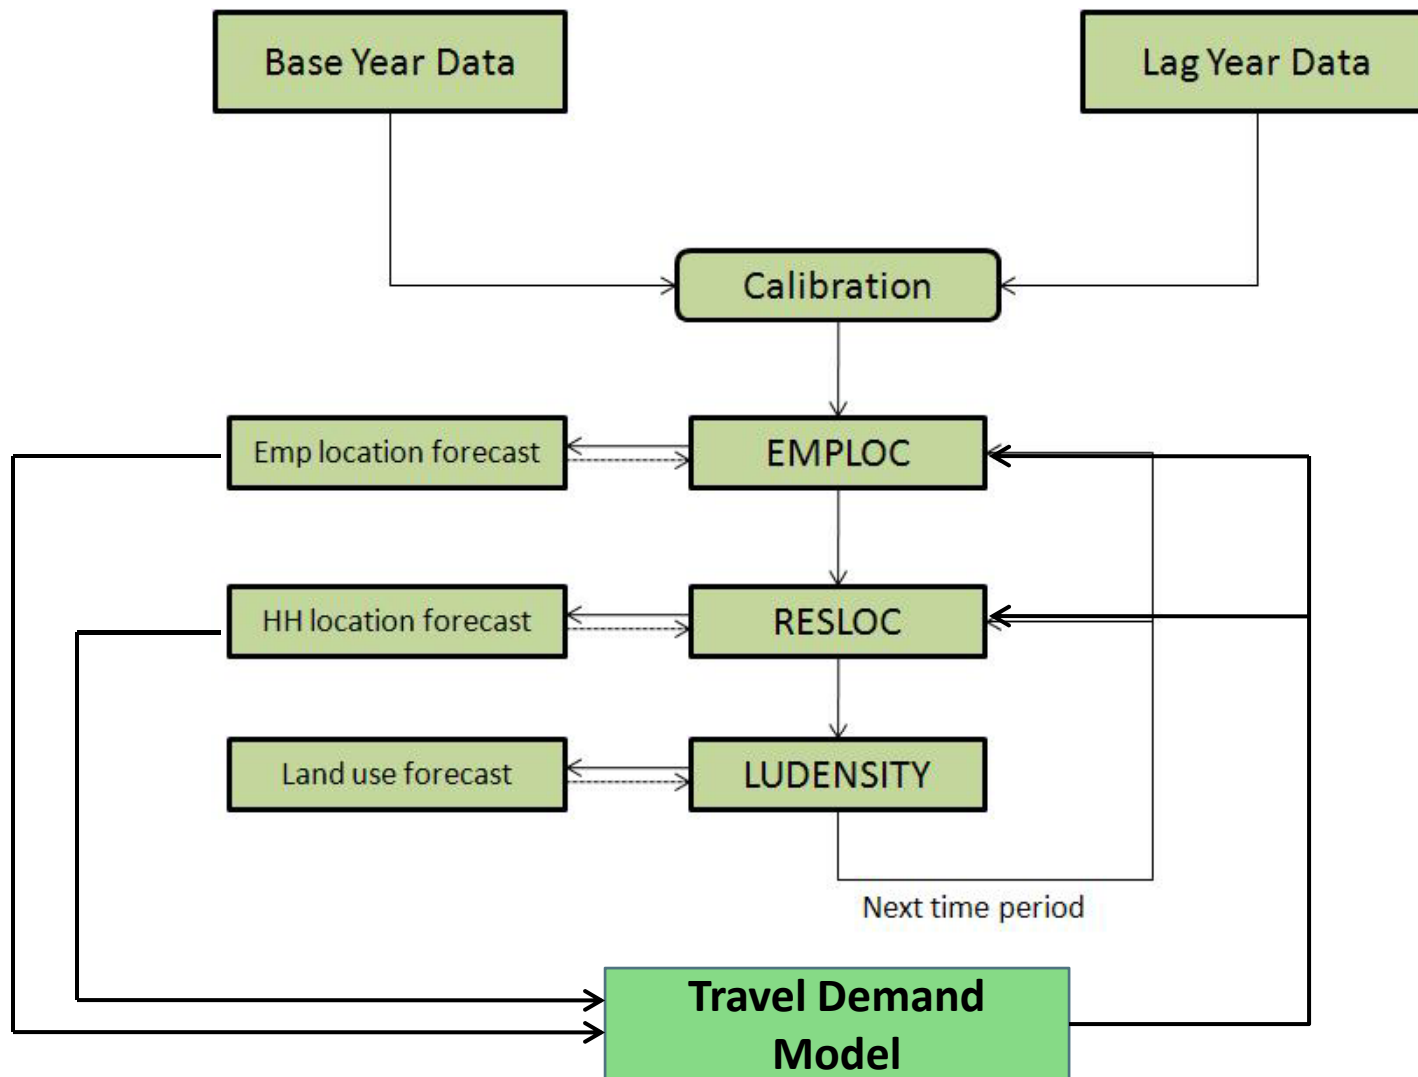 Base Year Data
Lag Year Data
Calibration
Emp location forecast
EMPLOC
HH location forecast
RESLOC
Land use forecast
LUDENSITY
Next time period
Travel Demand
Model